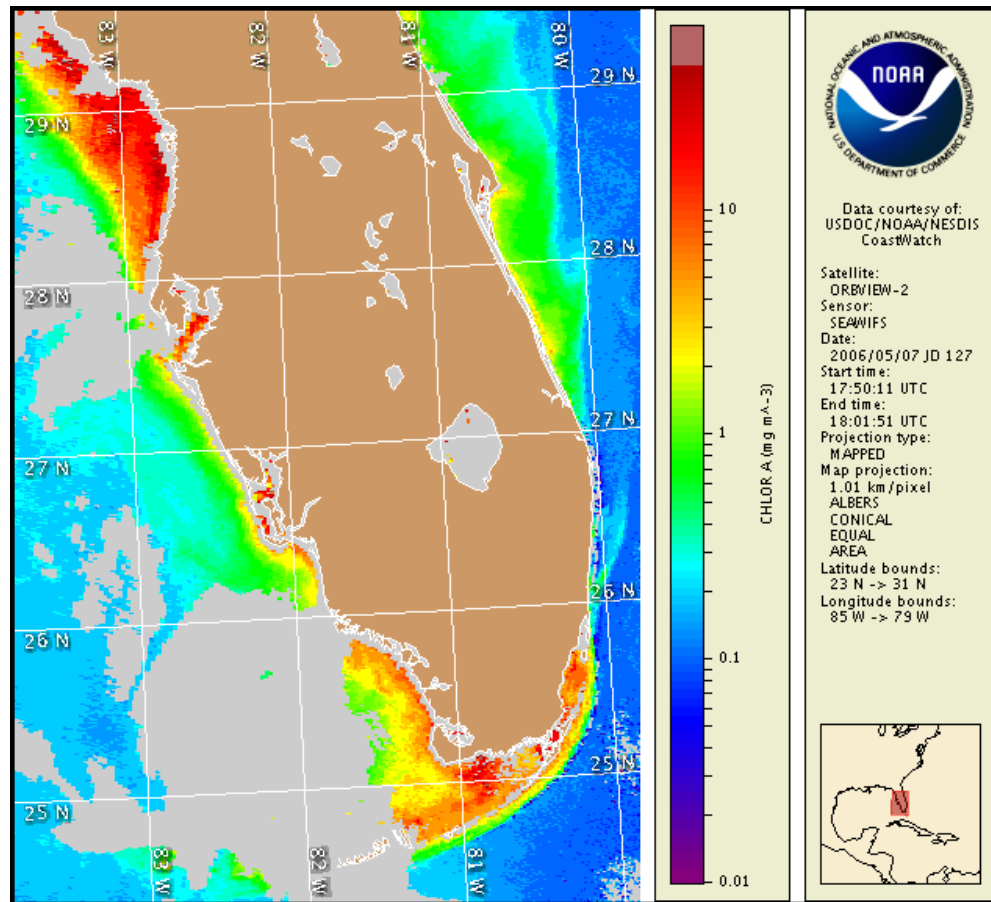 83 W
82 W
81 W
80 W
29 N
29 N
28 N
28 N
27 N
27 N
26 N
26 N
25 N
25 N
83 W
82 W
81 W
10
1
0.1
0.01
CHLOR A (mg m^-3)
NATIONAL OCEANIC AND ATMOSPHERIC ADMINISTRATION
NOAA
U.S. DEPARTMENT OF COMMERCE
Data courtesy of:
USDOC/NOAA/NESDIS
CoastWatch
Satellite:
ORBVIEW-2
Sensor:
SEAWIFS
Date:
2006/05/07 JD 127
Start time:
17:50:11 UTC
End time:
18:01:51 UTC
Projection type:
MAPPED
Map projection:
1.01 km/pixel
ALBERS
CONICAL
EQUAL
AREA
Latitude bounds:
23 N -> 31 N
Longitude bounds:
85 W -> 79 W